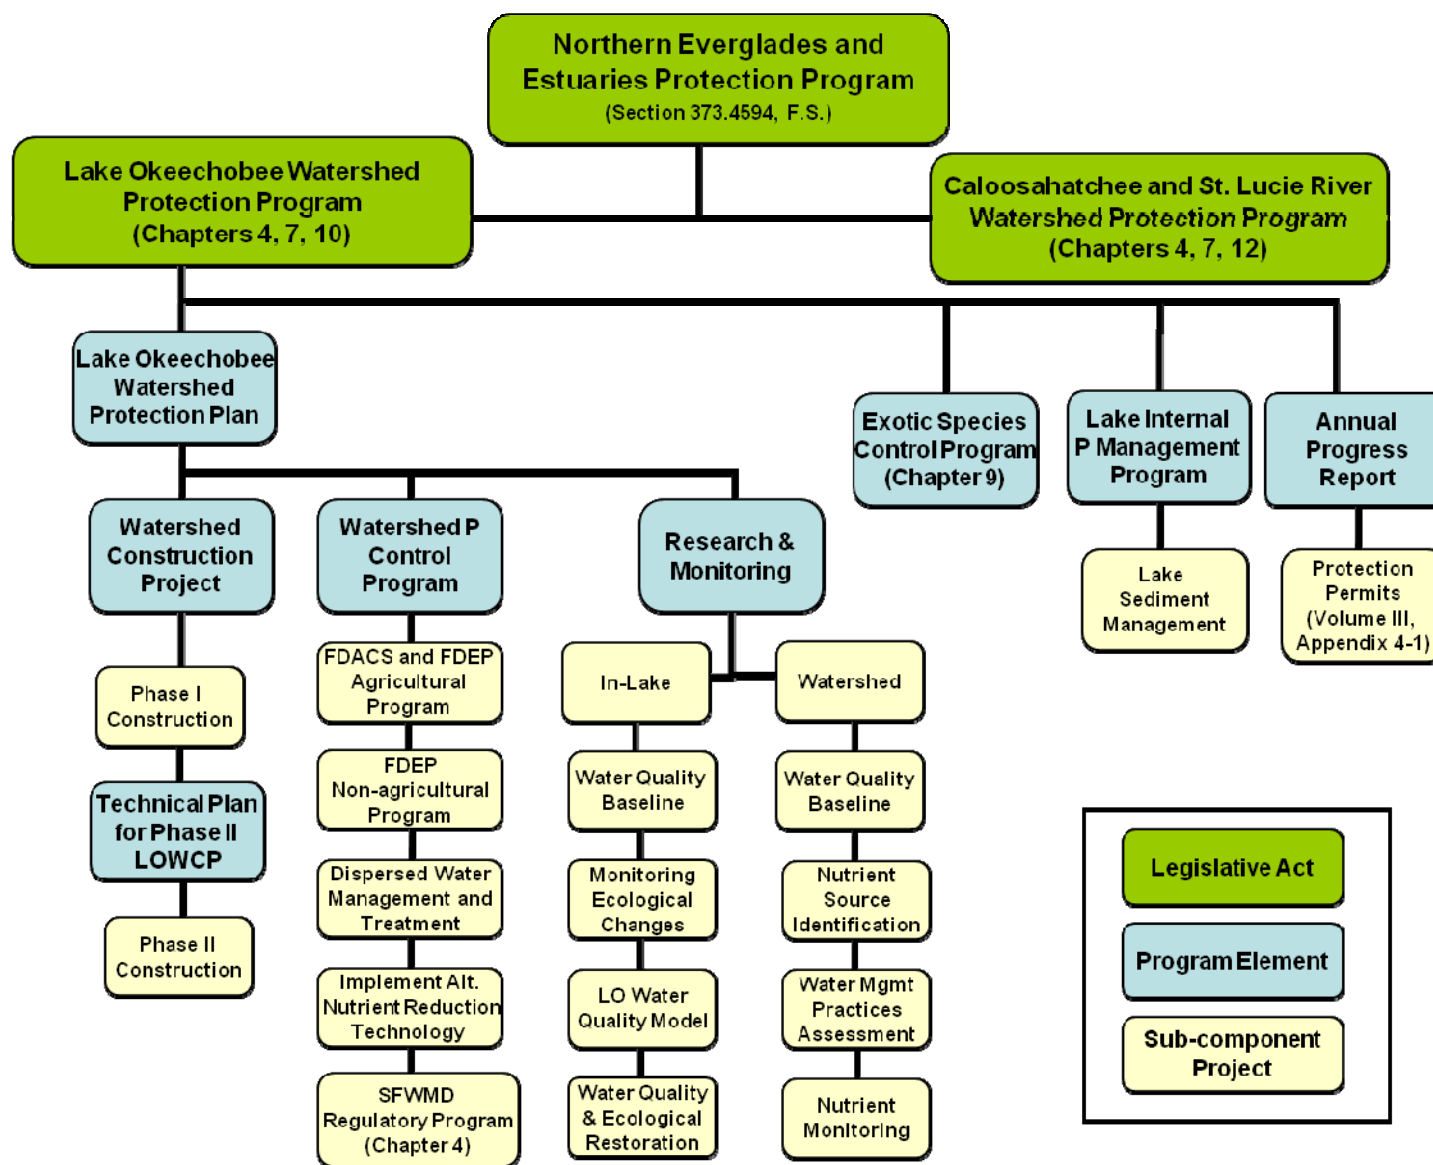 Northern Everglades and
Estuaries Protection Program
(Section 373.4594, F.S.)
Lake Okeechobee Watershed
Protection Program
(Chapters 4, 7, 10)
Caloosahatchee and St. Lucie River
Watershed Protection Program
(Chapters 4, 7, 12)
Lake Okeechobee
Watershed
Protection Plan
Exotic Species
Control Program
(Chapter 9)
Lake Internal
P Management
Program
Annual
Progress
Report
Watershed
Construction
Project
Watershed P
Control
Program
Research &
Monitoring
Lake
Sediment
Management
Protection
Permits
(Volume III,
Appendix 4-1)
Phase I
Construction
Technical Plan
for Phase II
LOWCP
Phase II
Construction
FDACS and FDEP
Agricultural
Program
FDEP
Non-agricultural
Program
Dispersed Water
Management and
Treatment
Implement Alt.
Nutrient Reduction
Technology
SFWMD
Regulatory Program
(Chapter 4)
In-Lake
Water Quality
Baseline
Monitoring
Ecological
Changes
LO Water
Quality Model
Water Quality
& Ecological
Restoration
Watershed
Water Quality
Baseline
Nutrient
Source
Identification
Water Mgmt
Practices
Assessment
Nutrient
Monitoring
Legislative Act
Program Element
Sub-component
Project